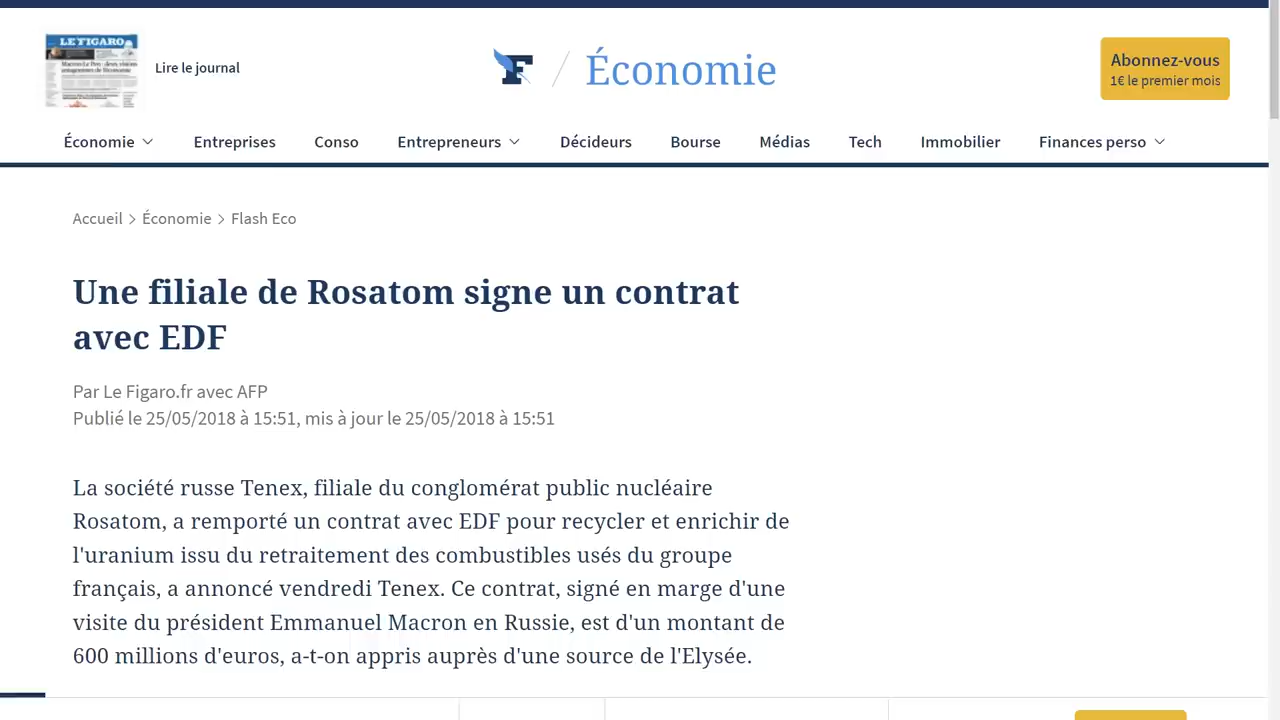 LE FIGARO
Lire le journal
F / Économie
Abonnez-vous
1€ le premier mois
Économie Entreprises Conso Entrepreneurs Décideurs Bourse Médias Tech Immobilier Finances perso
Accueil > Économie > Flash Eco
Une filiale de Rosatom signe un contrat
avec EDF
Par Le Figaro.fr avec AFP
Publié le 25/05/2018 à 15:51, mis à jour le 25/05/2018 à 15:51
La société russe Tenex, filiale du conglomérat public nucléaire
Rosatom, a remporté un contrat avec EDF pour recycler et enrichir de
l'uranium issu du retraitement des combustibles usés du groupe
français, a annoncé vendredi Tenex. Ce contrat, signé en marge d'une
visite du président Emmanuel Macron en Russie, est d'un montant de
600 millions d'euros, a-t-on appris auprès d'une source de l'Elysée.